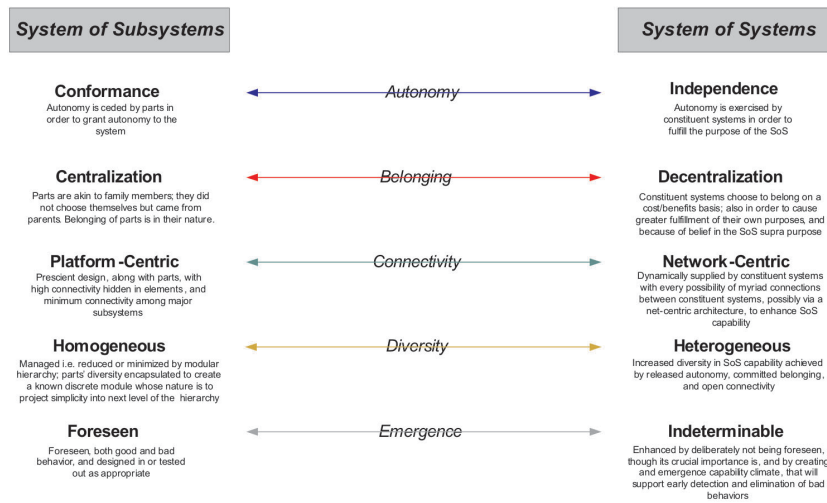 System of Subsystems
System of Systems
Conformance
Autonomy is ceded by parts in
order to grant autonomy to the
system
Autonomy
Independence
Autonomy is exercised by
constituent systems in order to
fulfill the purpose of the SoS
Centralization
Parts are akin to family members; they did
not choose themselves but came from
parents. Belonging of parts is in their nature.
Belonging
Decentralization
Constituent systems choose to belong on a
cost/benefits basis; also in order to cause
greater fulfillment of their own purposes, and
because of belief in the SoS supra purpose
Platform-Centric
Prescient design, along with parts, with
high connectivity hidden in elements, and
minimum connectivity among major
subsystems
Connectivity
Network-Centric
Dynamically supplied by constituent systems
with every possibility of myriad connections
between constituent systems, possibly via a
net-centric architecture, to enhance SoS
capability
Homogeneous
Managed i.e. reduced or minimized by modular
hierarchy; parts' diversity encapsulated to create
a known discrete module whose nature is to
project simplicity into next level of the hierarchy
Diversity
Heterogeneous
Increased diversity in SoS capability achieved
by released autonomy, committed belonging,
and open connectivity
Foreseen
Foreseen, both good and bad
behavior, and designed in or tested
out as appropriate
Emergence
Indeterminable
Enhanced by deliberately not being foreseen,
though its crucial importance is, and by creating
and emergence capability climate, that will
support early detection and elimination of bad
behaviors